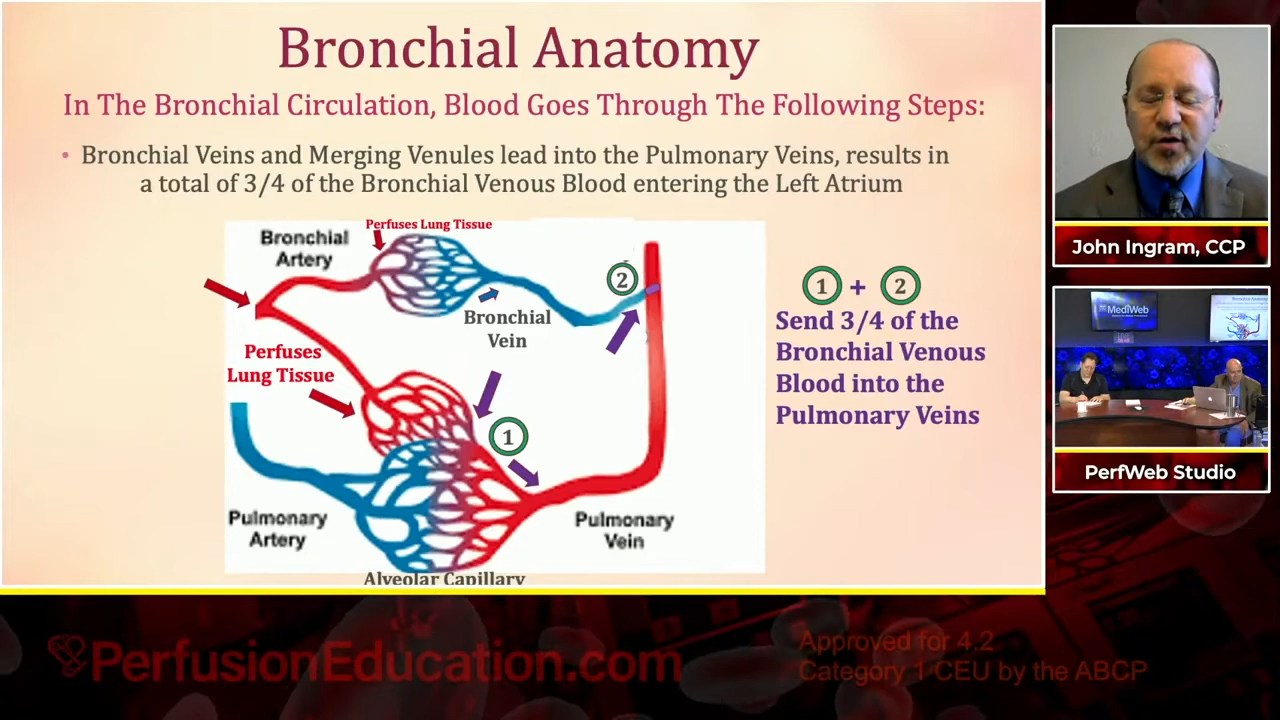 Bronchial Anatomy
In The Bronchial Circulation, Blood Goes Through The Following Steps:
• Bronchial Veins and Merging Venules lead into the Pulmonary Veins, results in
a total of 3/4 of the Bronchial Venous Blood entering the Left Atrium
Perfuses Lung Tissue
Bronchial
Artery
2
Bronchial
Vein
Perfuses
Lung Tissue
1
Pulmonary
Artery
Pulmonary
Vein
Alveolar Capillary
1 + 2
Send 3/4 of the
Bronchial Venous
Blood into the
Pulmonary Veins
John Ingram, CCP
MediWeb
PerfWeb Studio
PerfusionEducation.com
Approved for 4.2
Category 1 CEU by the ABCP